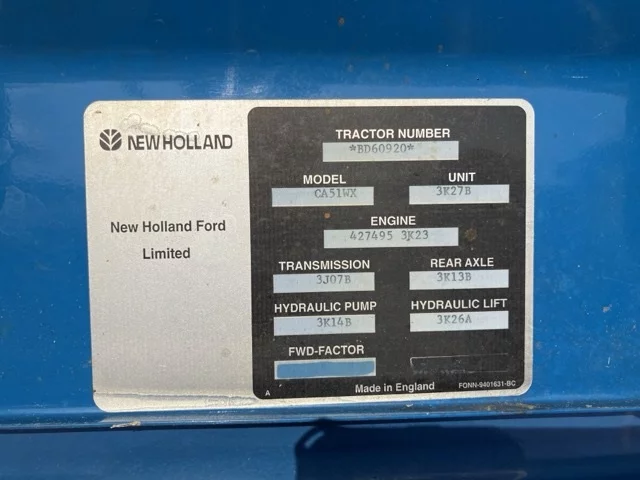 NEW HOLLAND
New Holland Ford
Limited
TRACTOR NUMBER
*BD60920*
MODEL UNIT
CA51WX 3K27B
ENGINE
427495 3K23
TRANSMISSION REAR AXLE
3J07B 3K13B
HYDRAULIC PUMP HYDRAULIC LIFT
3K14B 3K26A
FWD-FACTOR
A Made in England FONN-9401631-BC